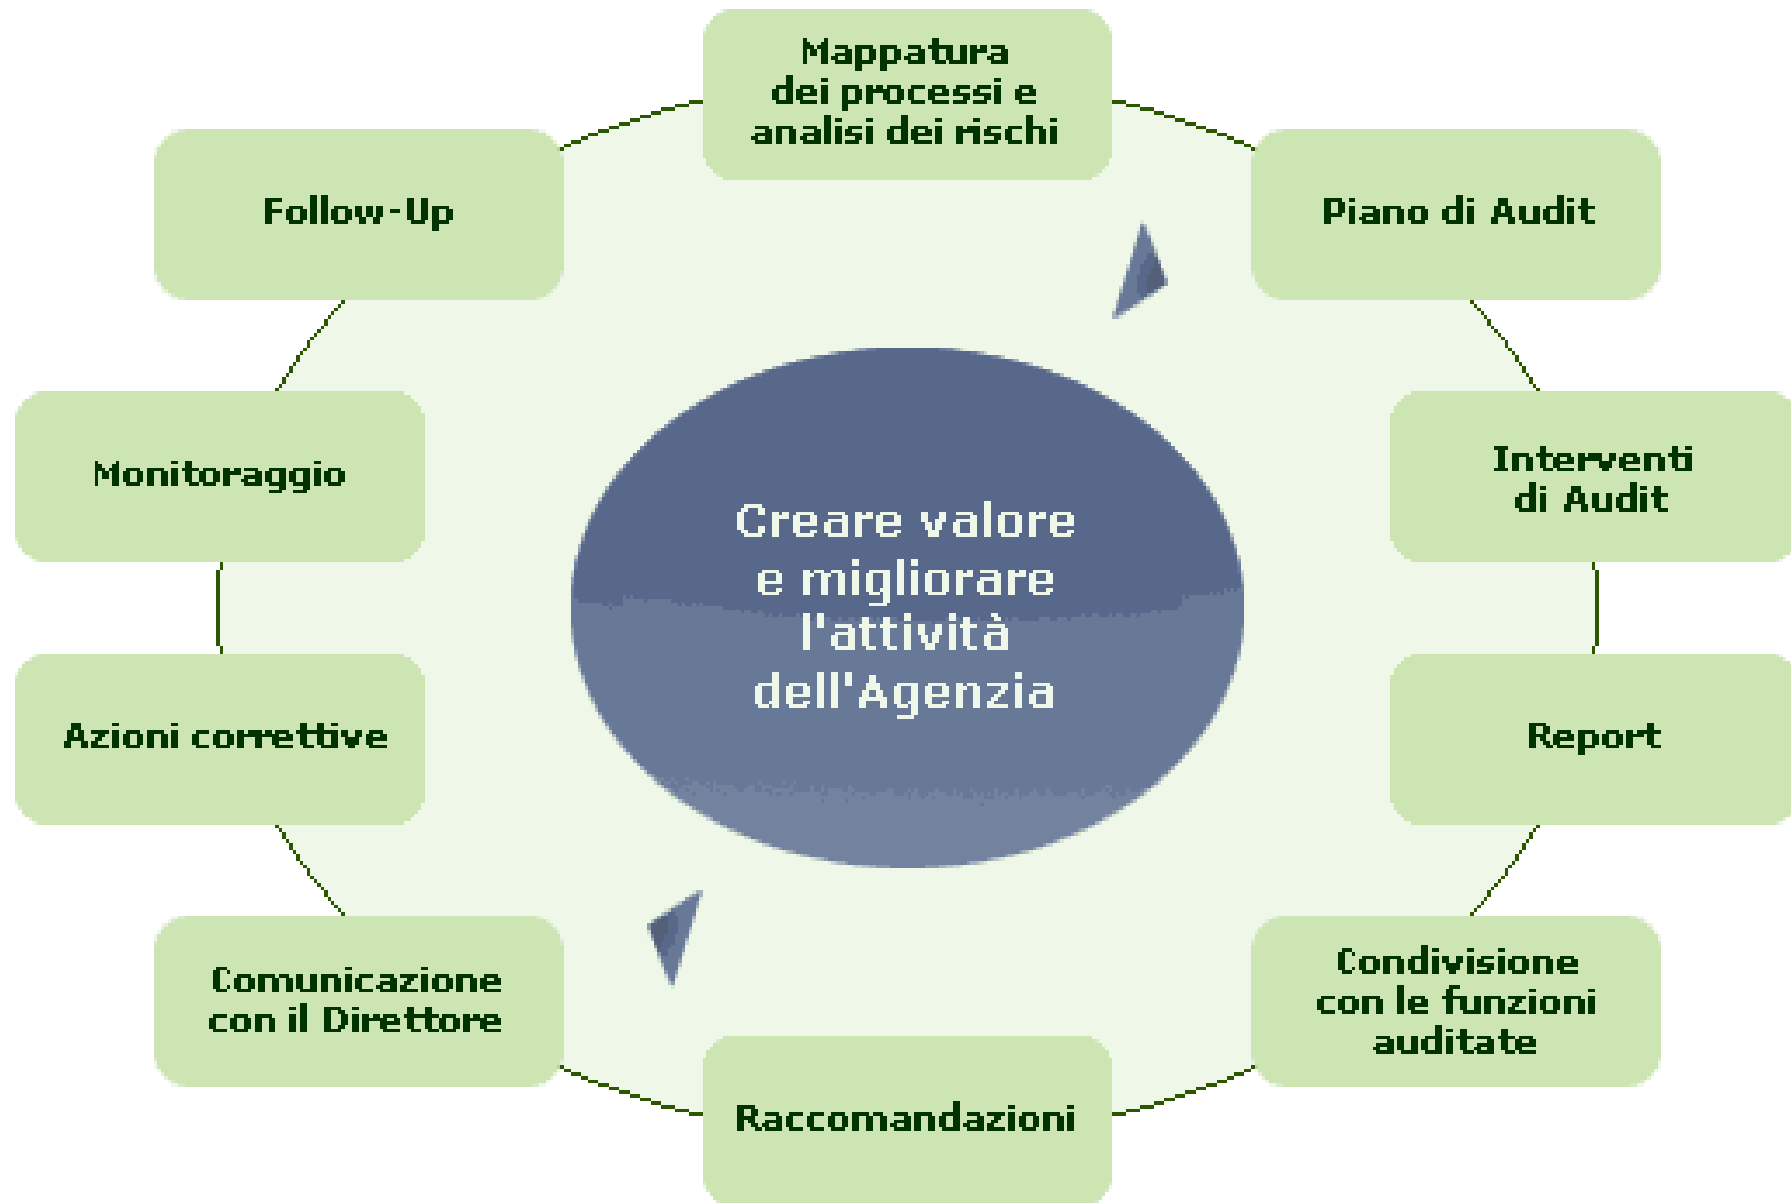 Mappatura
dei processi e
analisi dei rischi
Piano di Audit
Interventi
di Audit
Report
Condivisione
con le funzioni
auditate
Raccomandazioni
Comunicazione
con il Direttore
Azioni correttive
Monitoraggio
Follow-Up
Creare valore
e migliorare
l'attività
dell'Agenzia